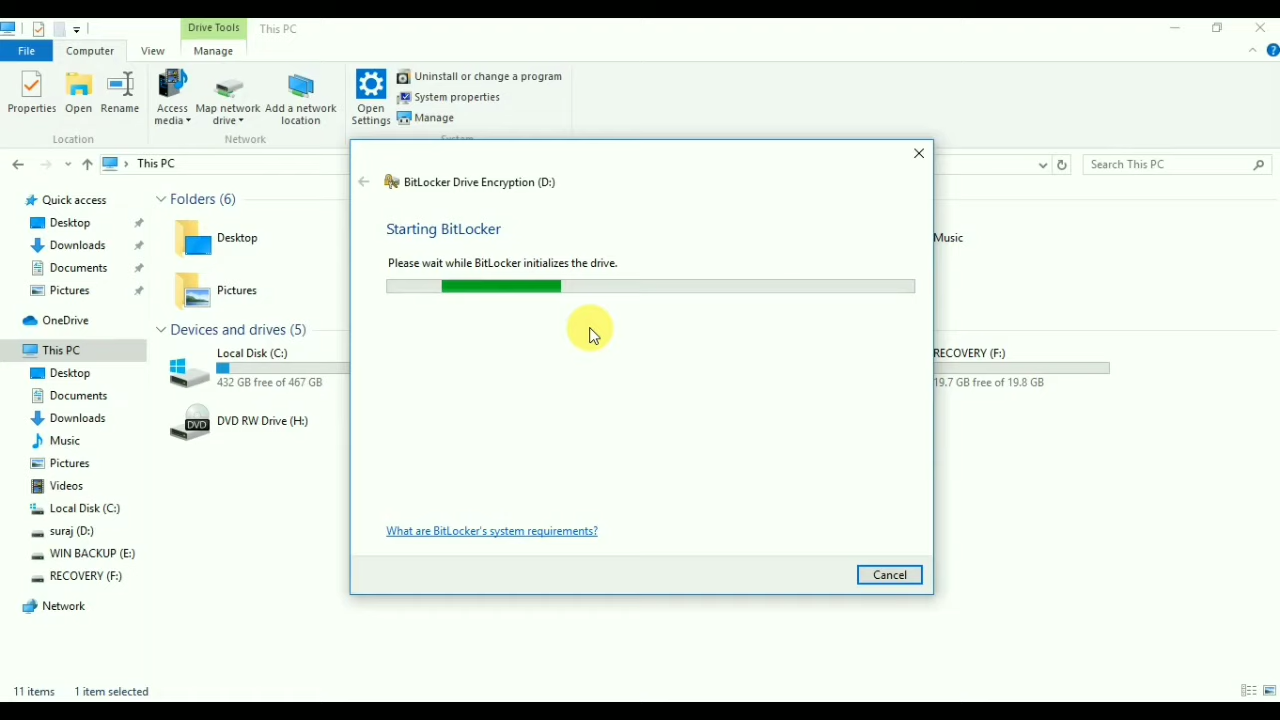 Drive Tools This PC
File Computer View Manage
Properties Open Rename Access media Map network drive Add a network location Open Settings
Uninstall or change a program
System properties
Manage
Location Network
This PC Search This PC
Quick access
Desktop
Downloads
Documents
Pictures
OneDrive
This PC
Desktop
Documents
Downloads
Music
Pictures
Videos
Local Disk (C:)
suraj (D:)
WIN BACKUP (E:)
RECOVERY (F:)
Network
Folders (6)
Desktop
Music
Pictures
Devices and drives (5)
Local Disk (C:)
432 GB free of 467 GB
RECOVERY (F:)
19.7 GB free of 19.8 GB
DVD
DVD RW Drive (H:)
BitLocker Drive Encryption (D:)
Starting BitLocker
Please wait while BitLocker initializes the drive.
What are BitLocker's system requirements?
Cancel
11 items 1 item selected